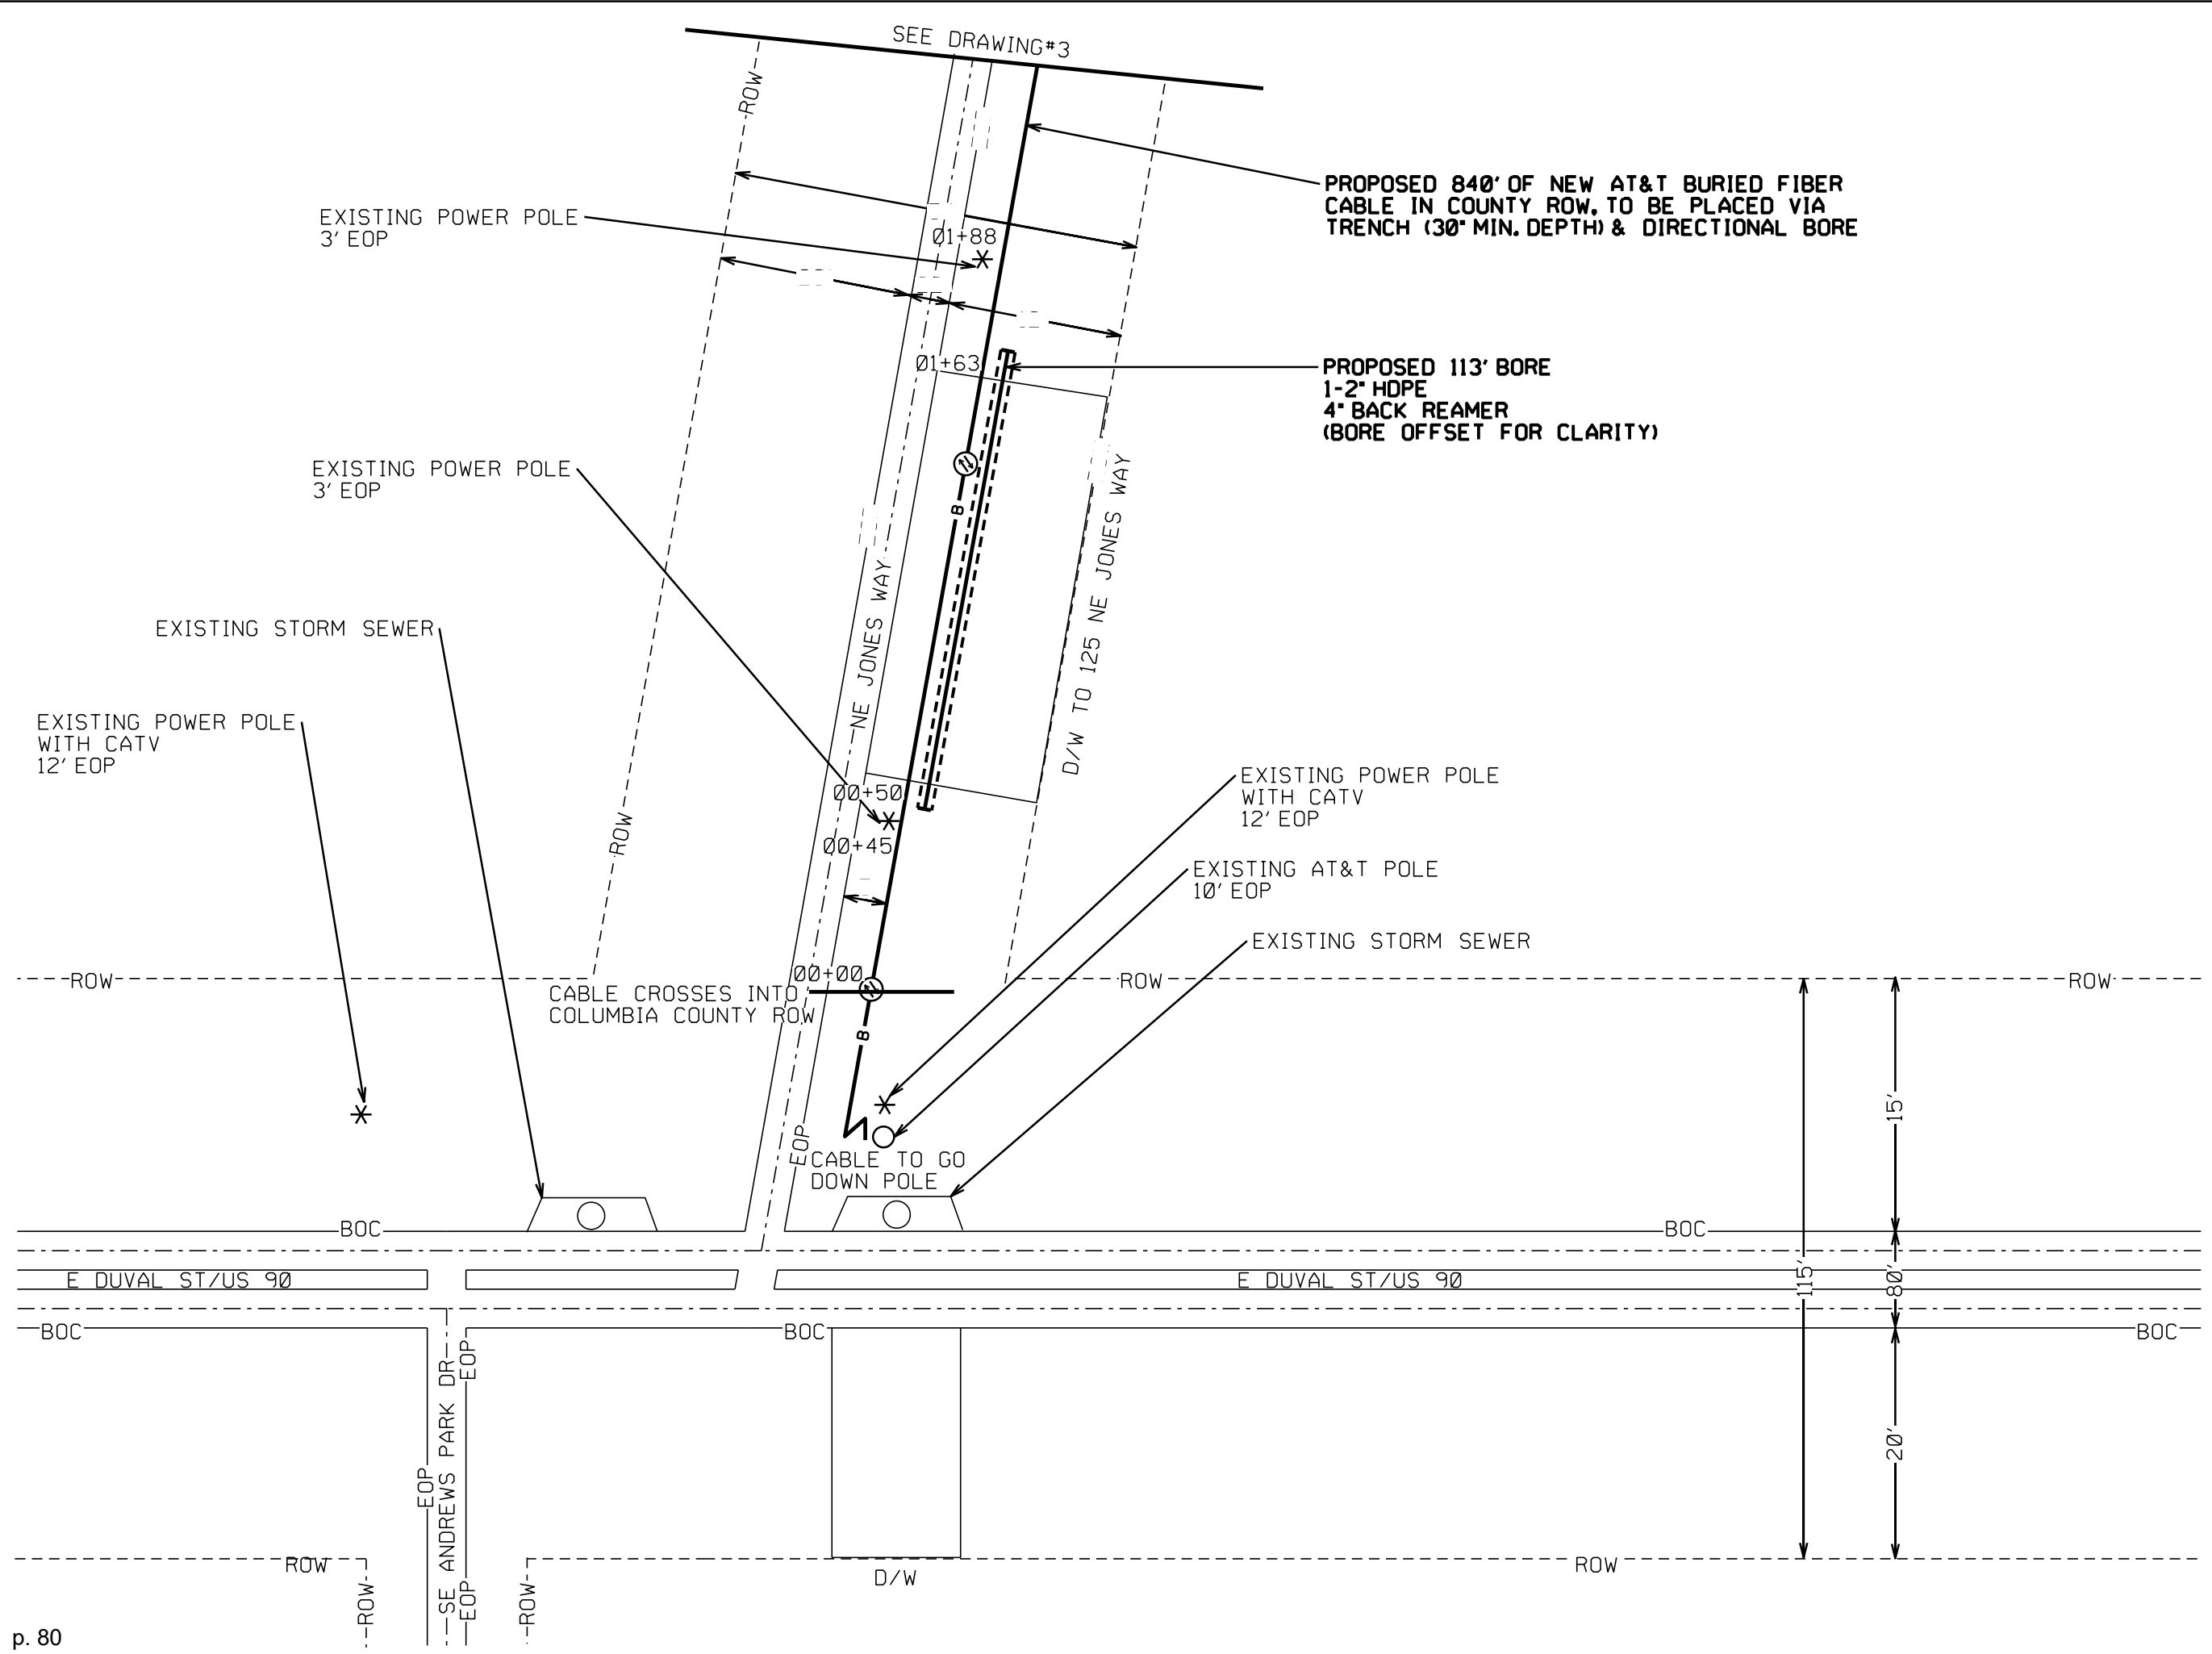 SEE DRAWING#3
ROW
PROPOSED 840' OF NEW AT&T BURIED FIBER
CABLE IN COUNTY ROW, TO BE PLACED VIA
TRENCH (30" MIN. DEPTH) & DIRECTIONAL BORE
EXISTING POWER POLE
3' EOP
01+88
01+63
PROPOSED 113' BORE
1-2" HDPE
4" BACK REAMER
(BORE OFFSET FOR CLARITY)
EXISTING POWER POLE
3' EOP
B
NE JONES WAY
D/W TO 125 NE JONES WAY
EXISTING STORM SEWER
EXISTING POWER POLE
WITH CATV
12' EOP
00+50
00+45
ROW
EXISTING POWER POLE
WITH CATV
12' EOP
EXISTING AT&T POLE
10' EOP
EXISTING STORM SEWER
ROW
00+00
ROW
ROW
CABLE CROSSES INTO
COLUMBIA COUNTY ROW
B
15'
EOP
CABLE TO GO
DOWN POLE
BOC
BOC
E DUVAL ST/US 90
E DUVAL ST/US 90
115'
80'
BOC
BOC
BOC
EOP
EOP
SE ANDREWS PARK DR
20'
ROW
ROW
D/W
ROW
EOP
ROW
p. 80